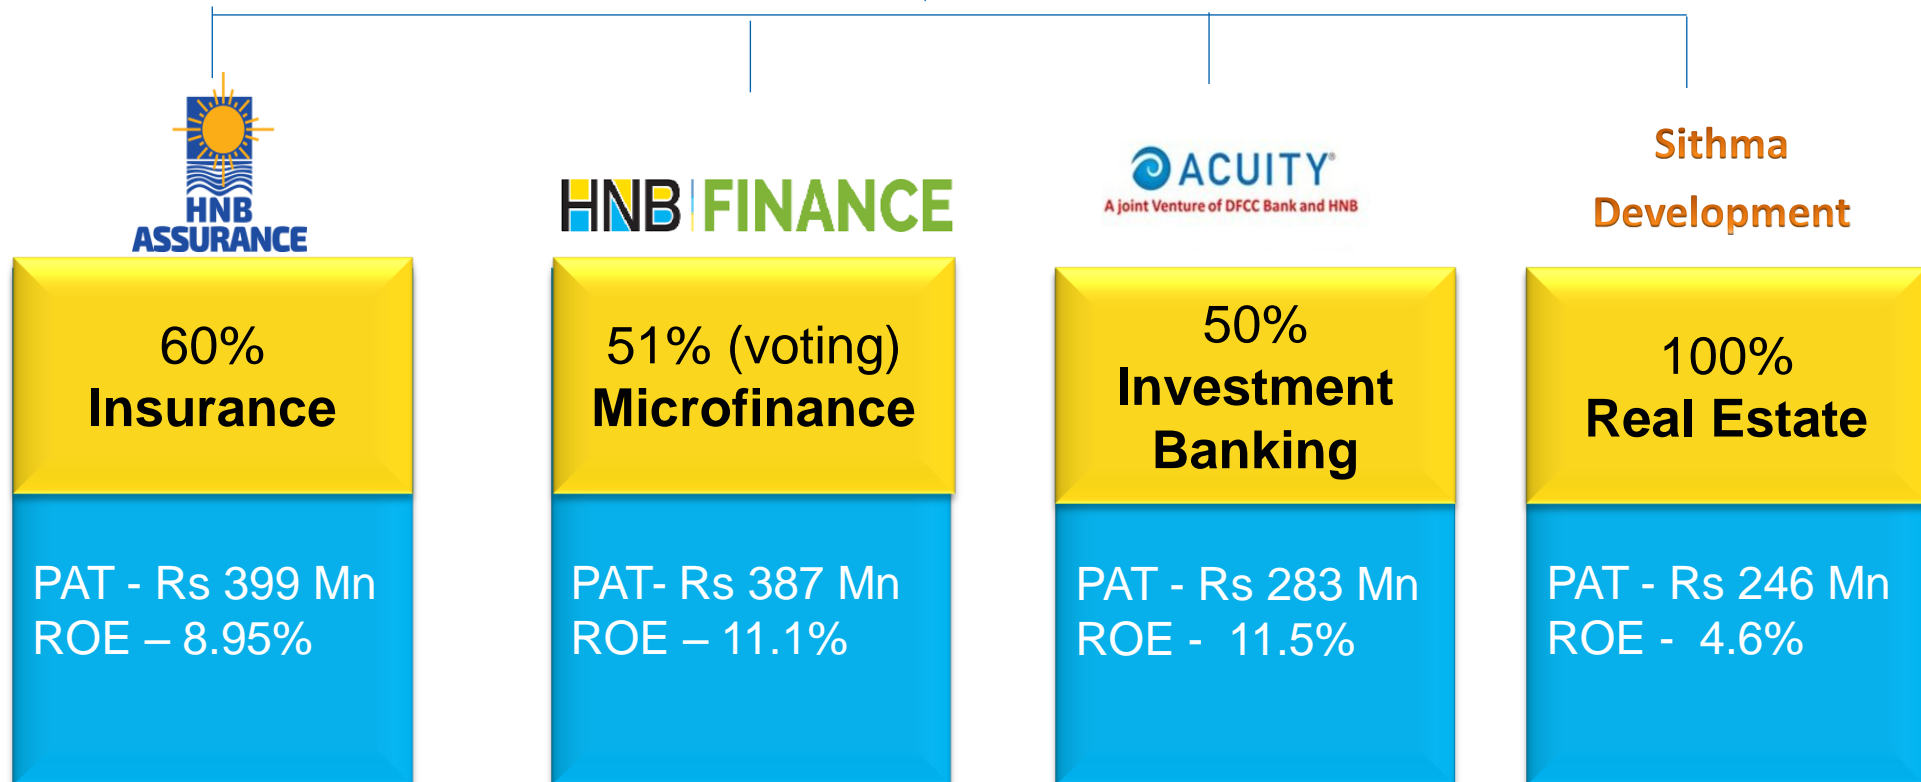 HNB
ASSURANCE
60%
Insurance
PAT - Rs 399 Mn
ROE – 8.95%
HNB FINANCE
51% (voting)
Microfinance
PAT- Rs 387 Mn
ROE – 11.1%
ACUITY®
A joint Venture of DFCC Bank and HNB
50%
Investment
Banking
PAT - Rs 283 Mn
ROE - 11.5%
Sithma
Development
100%
Real Estate
PAT - Rs 246 Mn
ROE - 4.6%